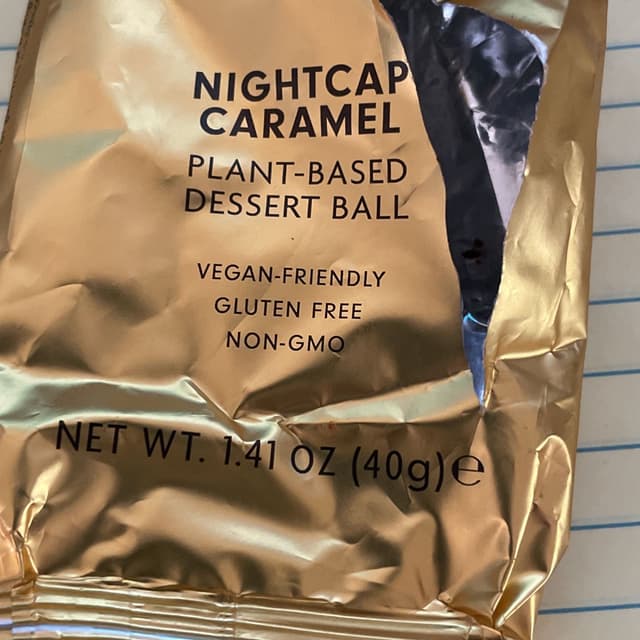 NIGHTCAP
CARAMEL
PLANT-BASED
DESSERT BALL
VEGAN-FRIENDLY
GLUTEN FREE
NON-GMO
NET WT. 1.41 OZ (40g)℮